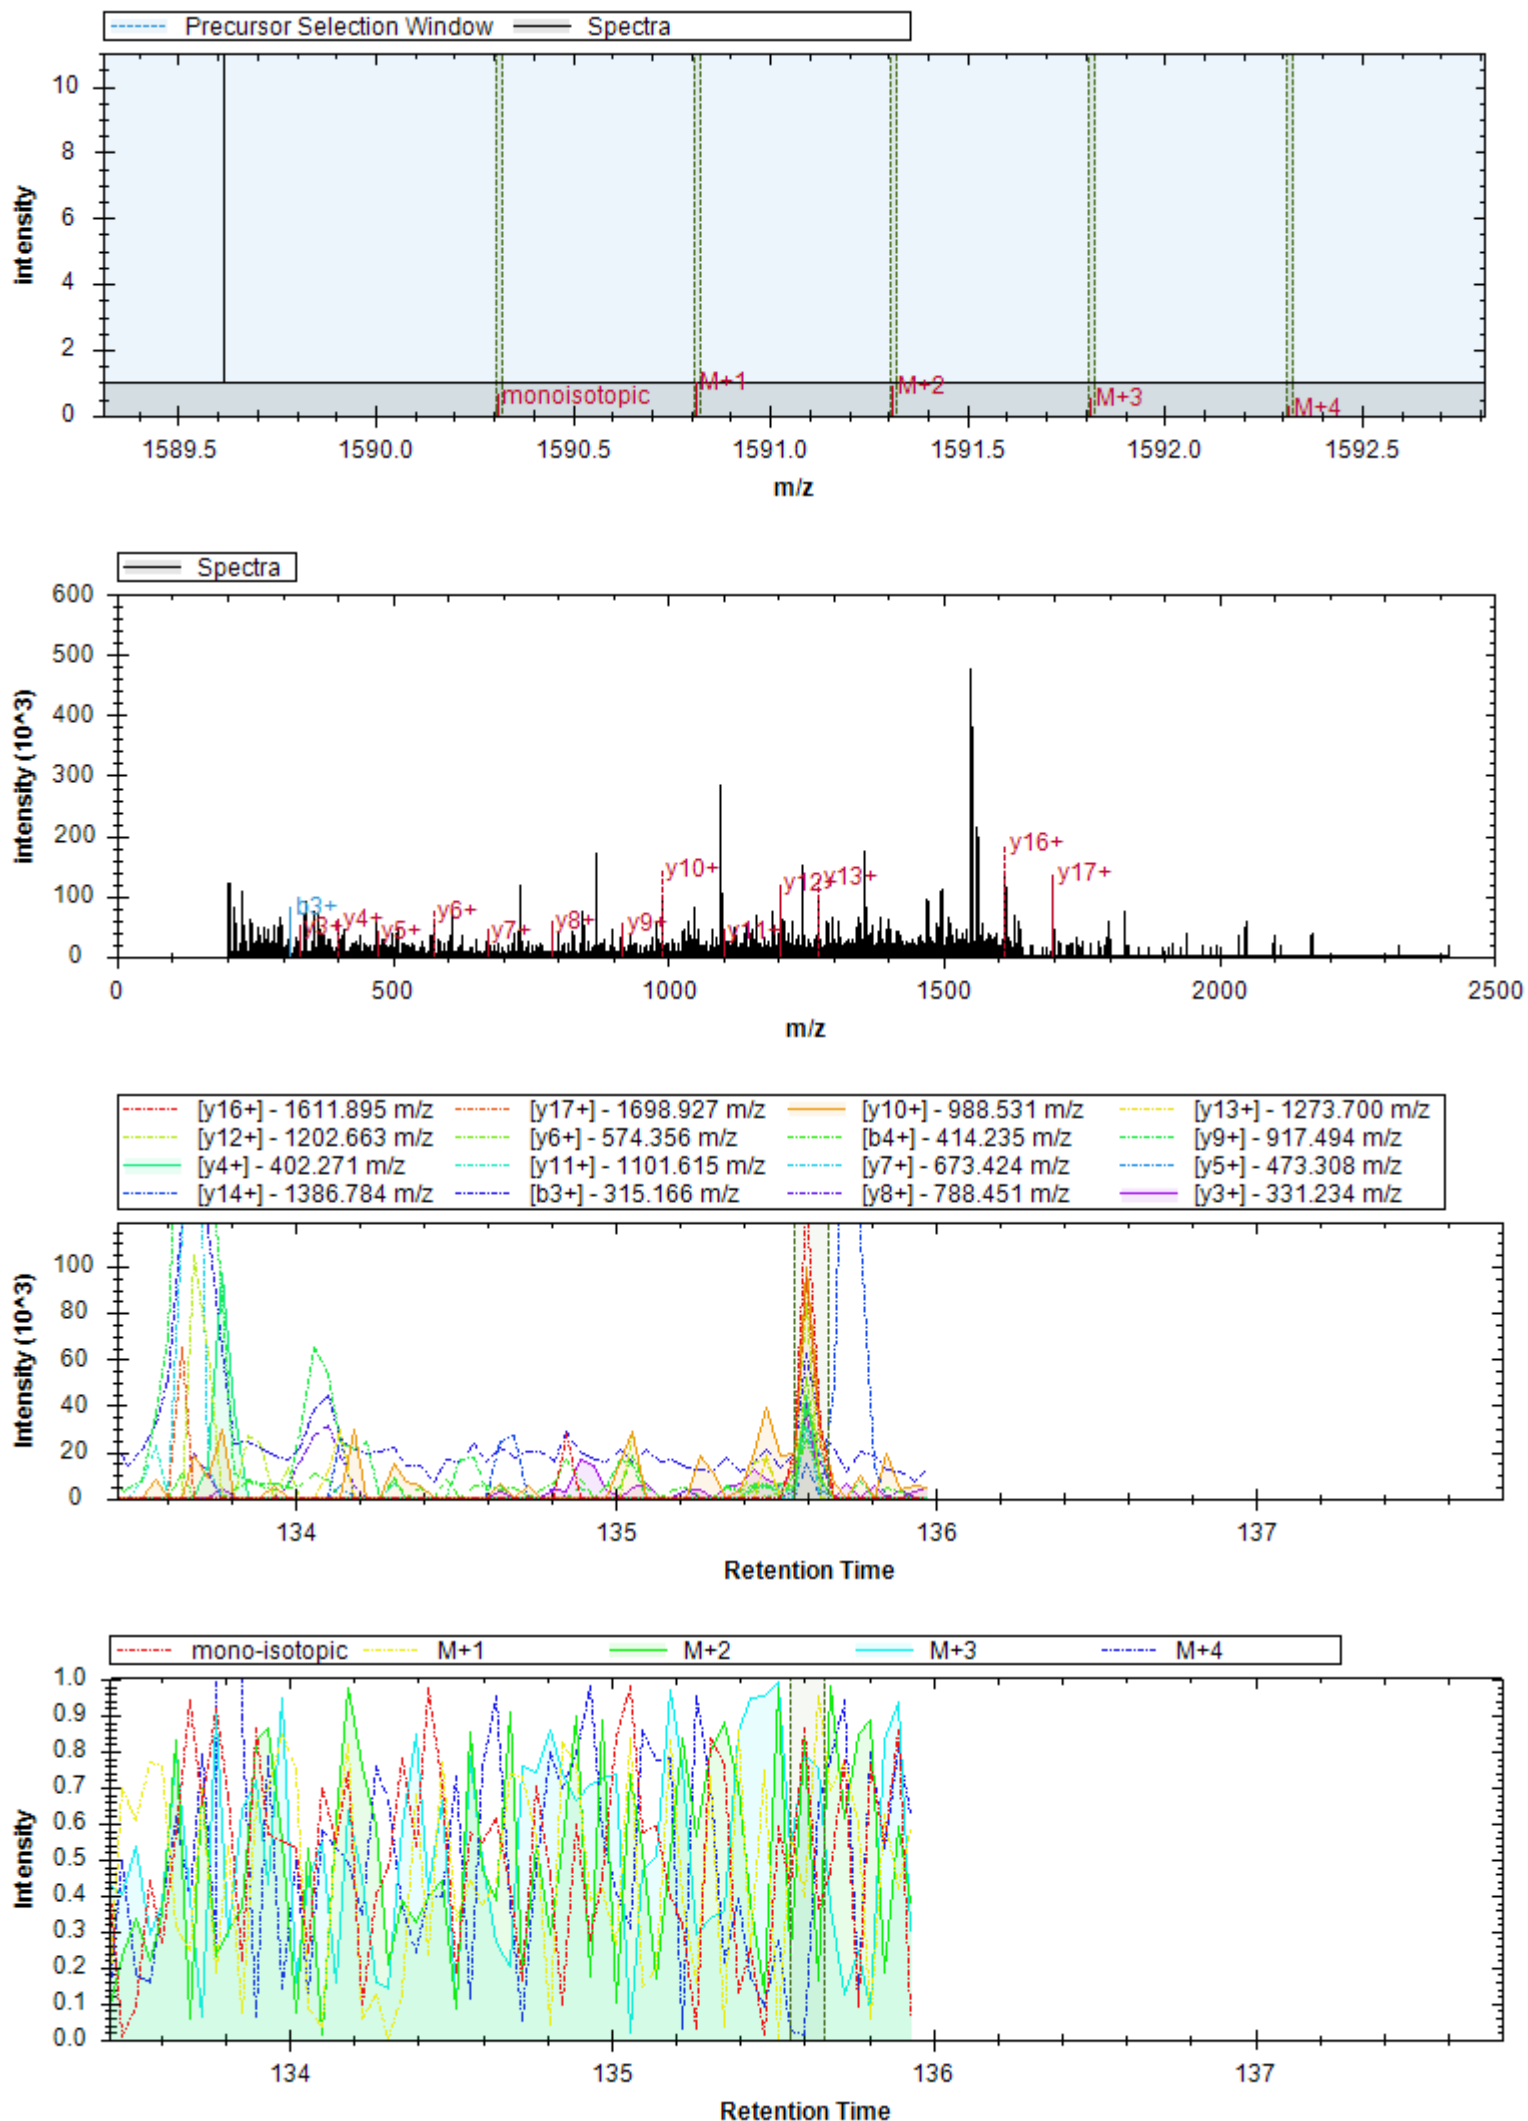 Precursor Selection Window Spectra
10
8
6
4
2
0
intensity
monoisotopic M+1 M+2 M+3 M+4
1589.5 1590.0 1590.5 1591.0 1591.5 1592.0 1592.5
m/z
Spectra
600
500
400
300
200
100
0
intensity (10^3)
b3+ y3+ y4+ y5+ y6+ y7+ y8+ y9+ y10+ y11+ y12+ y13+ y16+ y17+
0 500 1000 1500 2000 2500
m/z
[y16+] - 1611.895 m/z [y17+] - 1698.927 m/z [y10+] - 988.531 m/z [y13+] - 1273.700 m/z
[y12+] - 1202.663 m/z [y6+] - 574.356 m/z [b4+] - 414.235 m/z [y9+] - 917.494 m/z
[y4+] - 402.271 m/z [y11+] - 1101.615 m/z [y7+] - 673.424 m/z [y5+] - 473.308 m/z
[y14+] - 1386.784 m/z [b3+] - 315.166 m/z [y8+] - 788.451 m/z [y3+] - 331.234 m/z
100
80
60
40
20
0
Intensity (10^3)
134 135 136 137
Retention Time
mono-isotopic M+1 M+2 M+3 M+4
1.0
0.9
0.8
0.7
0.6
0.5
0.4
0.3
0.2
0.1
0.0
Intensity
134 135 136 137
Retention Time